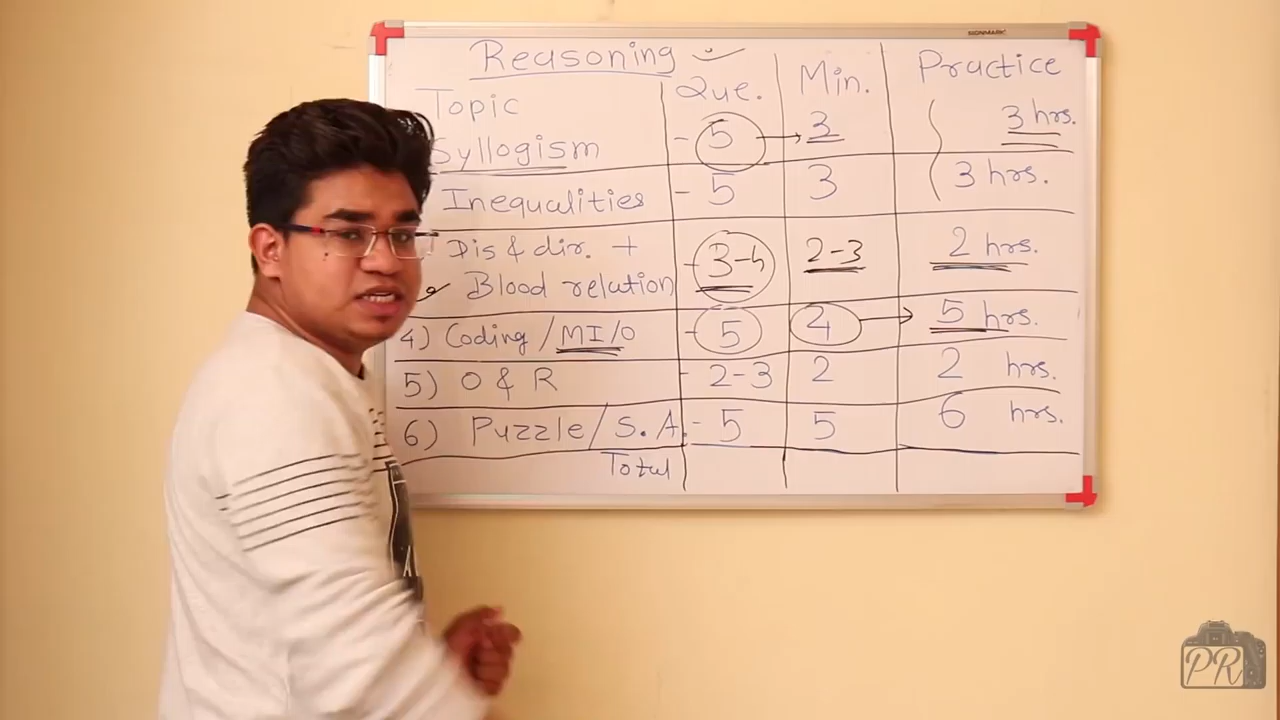 SIGNMARK
Reasoning
Topic Que. Min. Practice
Syllogism - 5 → 3 3 hrs.
Inequalities - 5 3 3 hrs.
Dis & dir. +
Blood relation - 3-4 2-3 2 hrs.
4) Coding / MI/O - 5 4 → 5 hrs.
5) O & R - 2-3 2 2 hrs.
6) Puzzle / S.A. - 5 5 6 hrs.
Total
PR